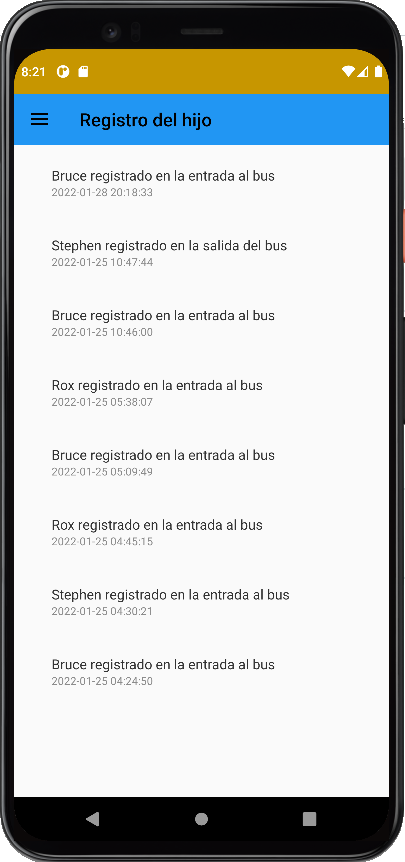 8:21
Registro del hijo
Bruce registrado en la entrada al bus
2022-01-28 20:18:33
Stephen registrado en la salida del bus
2022-01-25 10:47:44
Bruce registrado en la entrada al bus
2022-01-25 10:46:00
Rox registrado en la entrada al bus
2022-01-25 05:38:07
Bruce registrado en la entrada al bus
2022-01-25 05:09:49
Rox registrado en la entrada al bus
2022-01-25 04:45:15
Stephen registrado en la entrada al bus
2022-01-25 04:30:21
Bruce registrado en la entrada al bus
2022-01-25 04:24:50